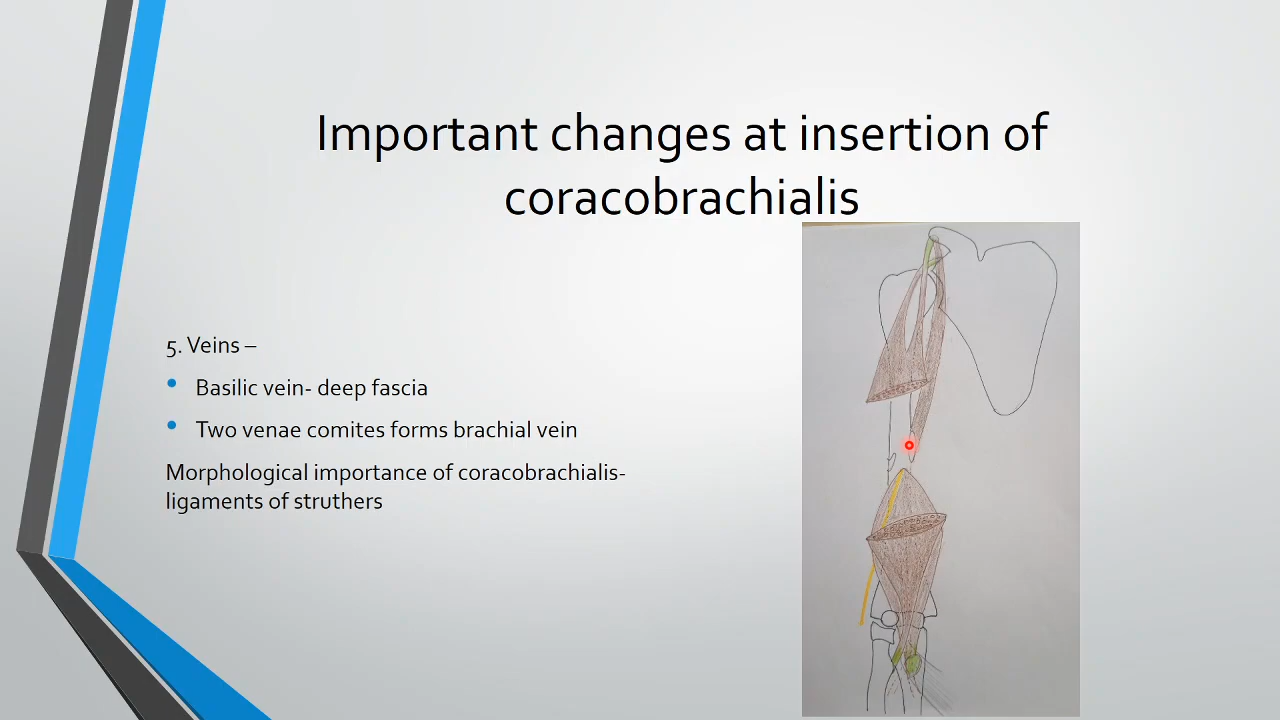 Important changes at insertion of
coracobrachialis
5. Veins –
Basilic vein- deep fascia
Two venae comites forms brachial vein
Morphological importance of coracobrachialis-
ligaments of struthers